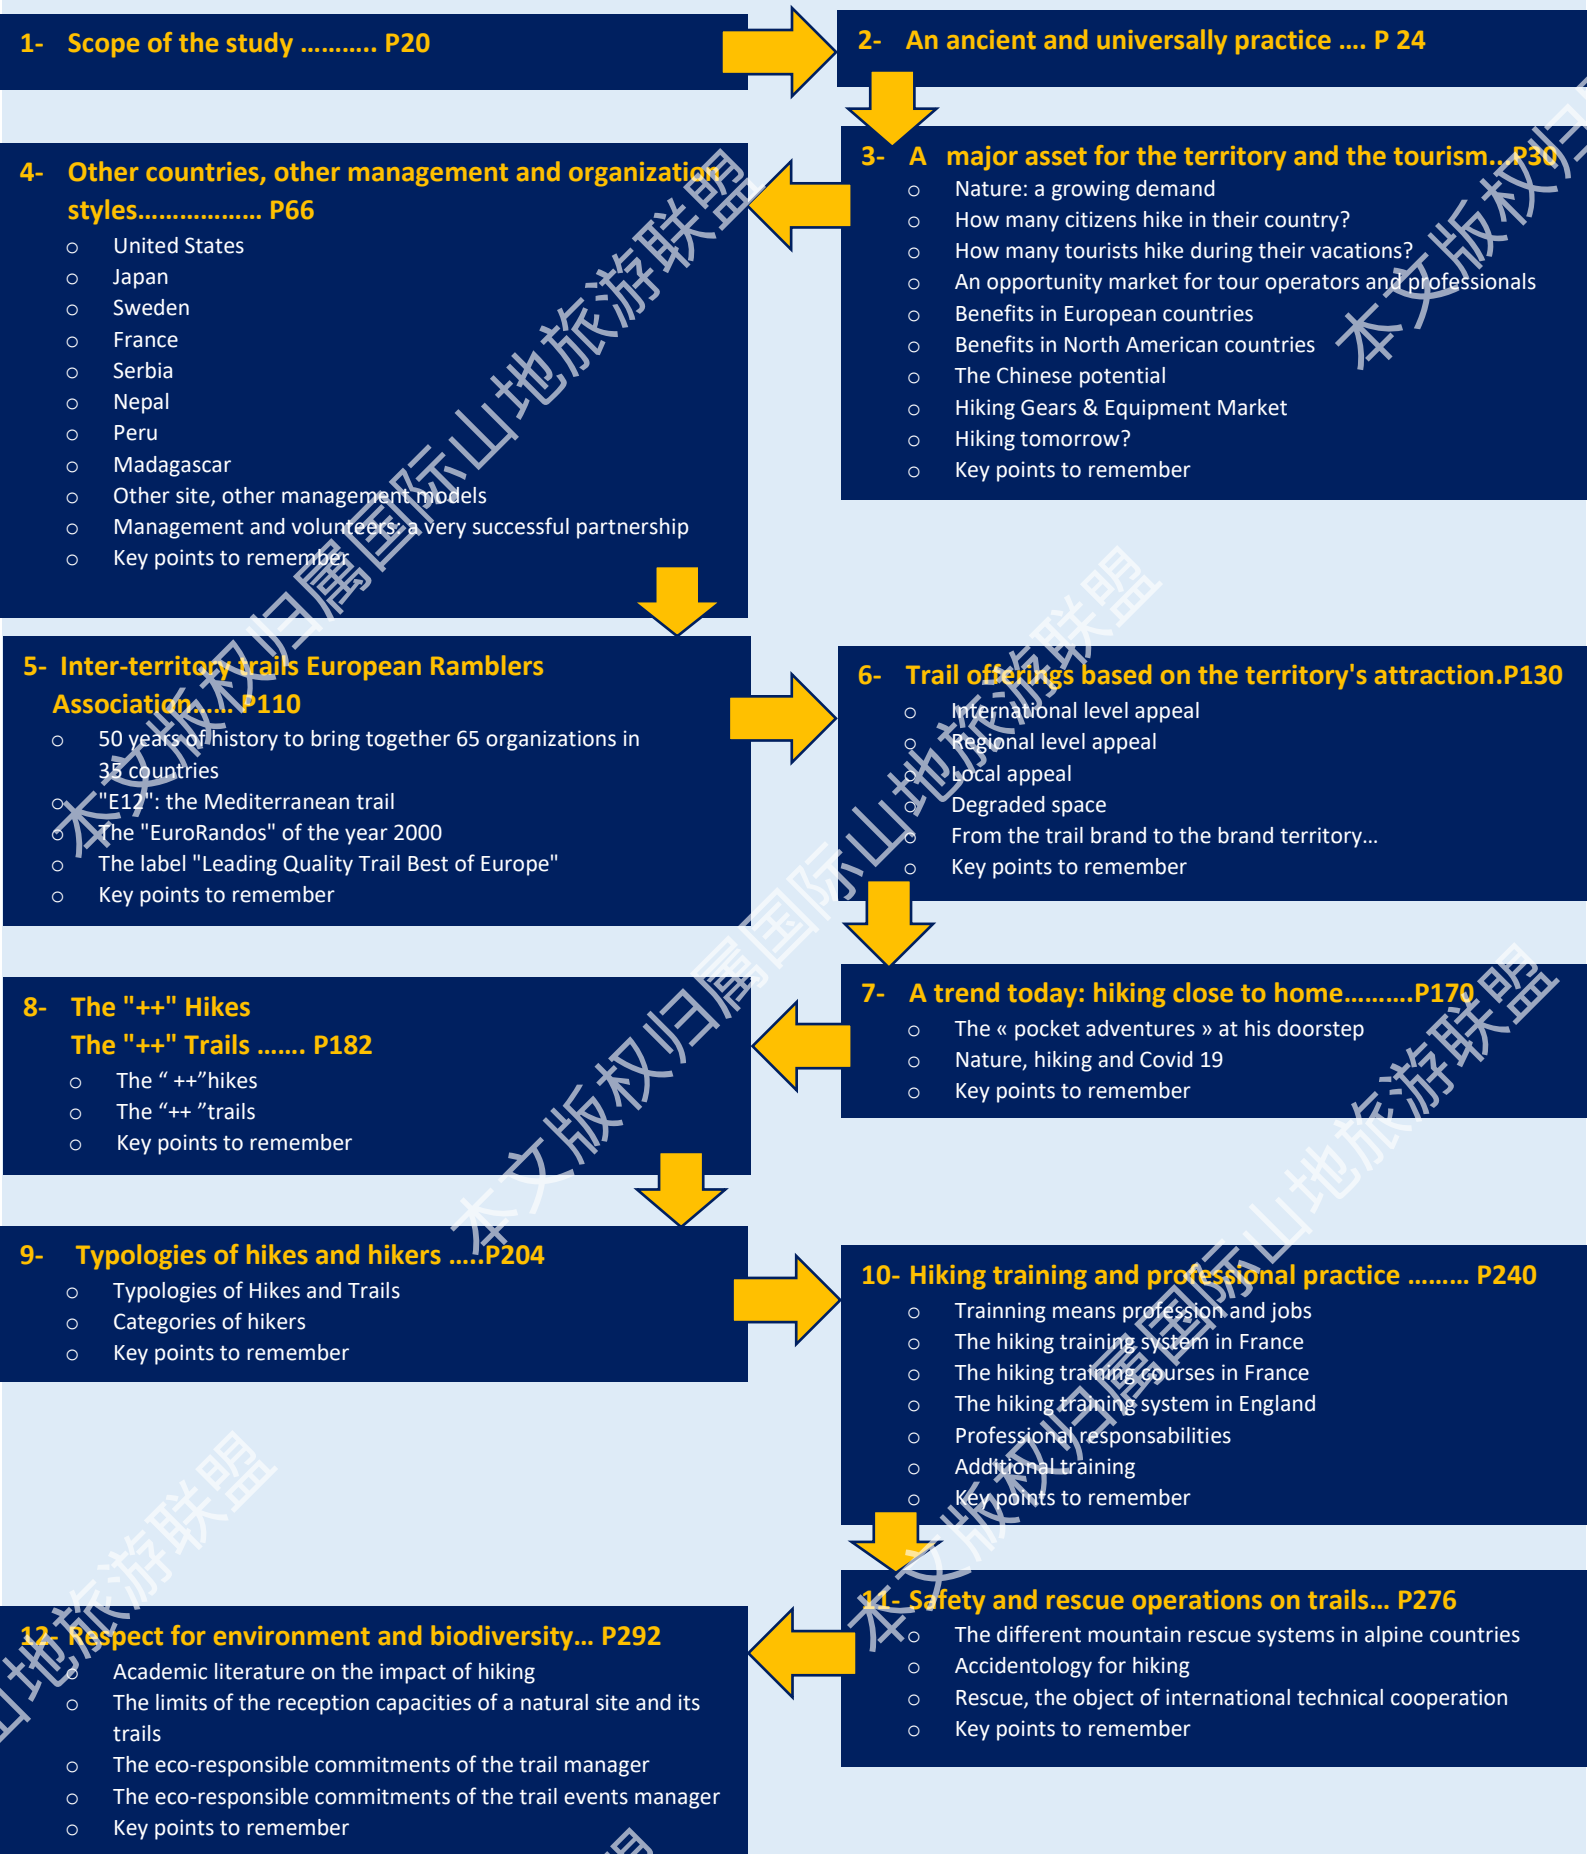 1- Scope of the study ........... P20
2- An ancient and universally practice .... P 24
3- A major asset for the territory and the tourism...P30
o Nature: a growing demand
o How many citizens hike in their country?
o How many tourists hike during their vacations?
o An opportunity market for tour operators and professionals
o Benefits in European countries
o Benefits in North American countries
o The Chinese potential
o Hiking Gears & Equipment Market
o Hiking tomorrow?
o Key points to remember
4- Other countries, other management and organization
styles.................. P66
o United States
o Japan
o Sweden
o France
o Serbia
o Nepal
o Peru
o Madagascar
o Other site, other management models
o Management and volunteers: a very successful partnership
o Key points to remember
5- Inter-territory trails European Ramblers
Association...... P110
o 50 years of history to bring together 65 organizations in
35 countries
o "E12": the Mediterranean trail
o The "EuroRandos" of the year 2000
o The label "Leading Quality Trail Best of Europe"
o Key points to remember
6- Trail offerings based on the territory's attraction.P130
o International level appeal
o Regional level appeal
o Local appeal
o Degraded space
o From the trail brand to the brand territory...
o Key points to remember
7- A trend today: hiking close to home..........P170
o The « pocket adventures » at his doorstep
o Nature, hiking and Covid 19
o Key points to remember
8- The "++" Hikes
The "++" Trails ....... P182
o The “ ++”hikes
o The “++ ”trails
o Key points to remember
9- Typologies of hikes and hikers .....P204
o Typologies of Hikes and Trails
o Categories of hikers
o Key points to remember
10- Hiking training and professional practice ......... P240
o Trainning means profession and jobs
o The hiking training system in France
o The hiking training courses in France
o The hiking training system in England
o Professional responsabilities
o Additional training
o Key points to remember
11- Safety and rescue operations on trails... P276
o The different mountain rescue systems in alpine countries
o Accidentology for hiking
o Rescue, the object of international technical cooperation
o Key points to remember
12- Respect for environment and biodiversity... P292
o Academic literature on the impact of hiking
o The limits of the reception capacities of a natural site and its
trails
o The eco-responsible commitments of the trail manager
o The eco-responsible commitments of the trail events manager
o Key points to remember
本文版权归属国际山地旅游联盟
本文版权归
本文版权归属国际山地旅游联盟
本文版权归属国际山地旅游联盟
山地旅游联盟
盟